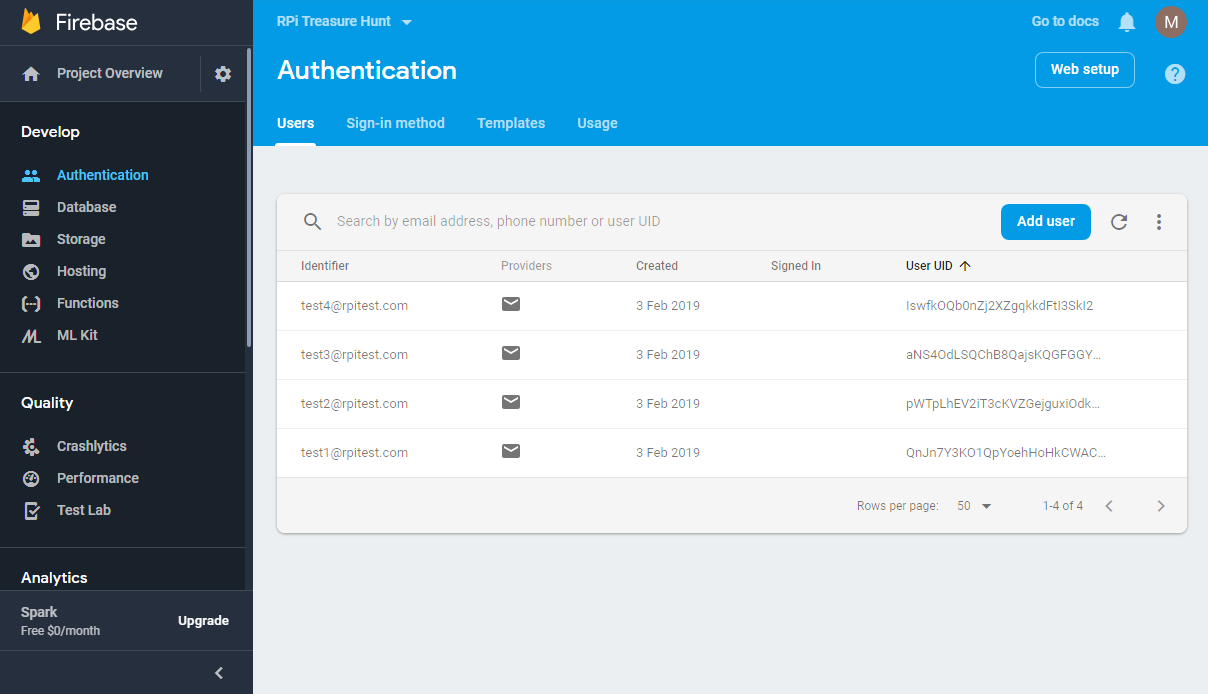 Firebase
Project Overview
Develop
Authentication
Database
Storage
Hosting
Functions
ML Kit
Quality
Crashlytics
Performance
Test Lab
Analytics
Spark
Free $0/month
Upgrade
RPi Treasure Hunt
Go to docs
M
Authentication
Web setup
?
Users Sign-in method Templates Usage
Search by email address, phone number or user UID
Add user
Identifier Providers Created Signed In User UID
test4@rpitest.com 3 Feb 2019 IswfkOQb0nZj2XZgqkkdFtI3SkI2
test3@rpitest.com 3 Feb 2019 aNS4OdLSQChB8QajsKQGFGGY...
test2@rpitest.com 3 Feb 2019 pWTpLhEV2iT3cKVZGejguxiOdk...
test1@rpitest.com 3 Feb 2019 QnJn7Y3KO1QpYoehHoHkCWAC...
Rows per page: 50 1-4 of 4